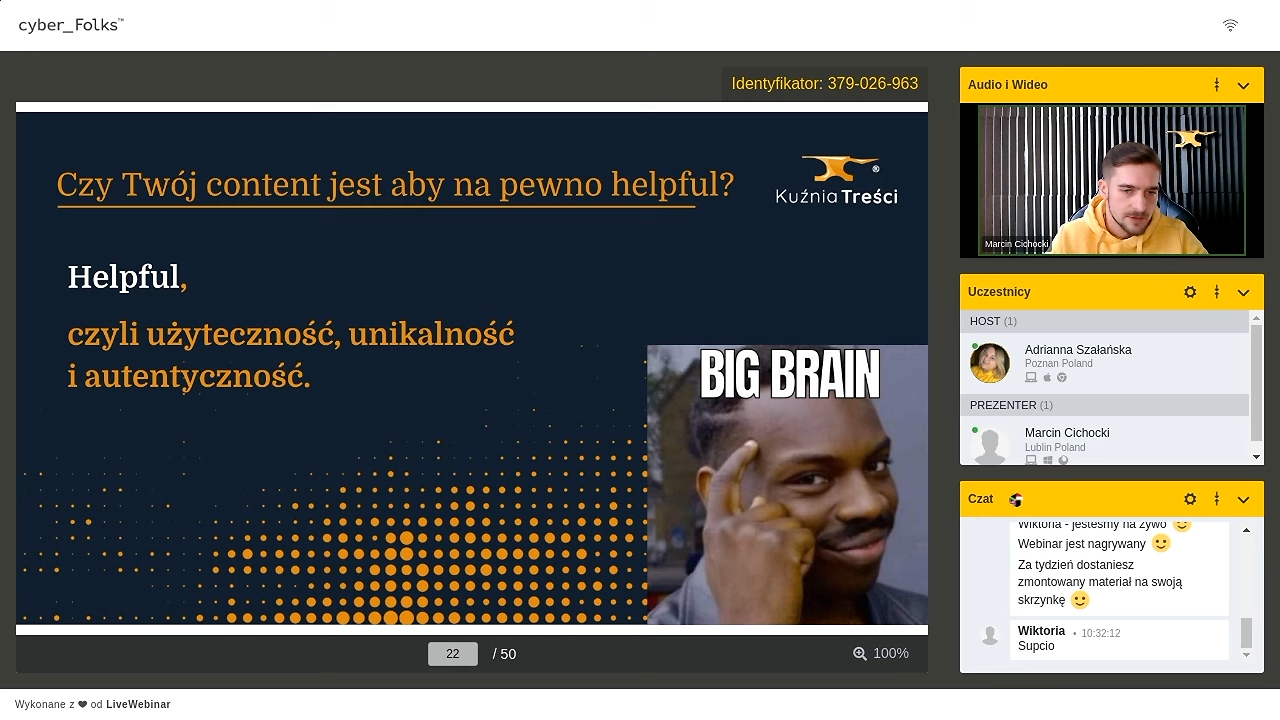 cyber_Folks™
Identyfikator: 379-026-963
Czy Twój content jest aby na pewno helpful?
Kuźnia Treści ®
Helpful,
czyli użyteczność, unikalność
i autentyczność.
BIG BRAIN
22 / 50
100%
Audio i Wideo
Marcin Cichocki
Uczestnicy
HOST (1)
Adrianna Szałańska
Poznan Poland
PREZENTER (1)
Marcin Cichocki
Lublin Poland
Czat
Wiktoria - jesteśmy na żywo 🙂
Webinar jest nagrywany 🙂
Za tydzień dostaniesz
zmontowany materiał na swoją
skrzynkę 🙂
Wiktoria • 10:32:12
Supcio
Wykonane z ❤ od LiveWebinar